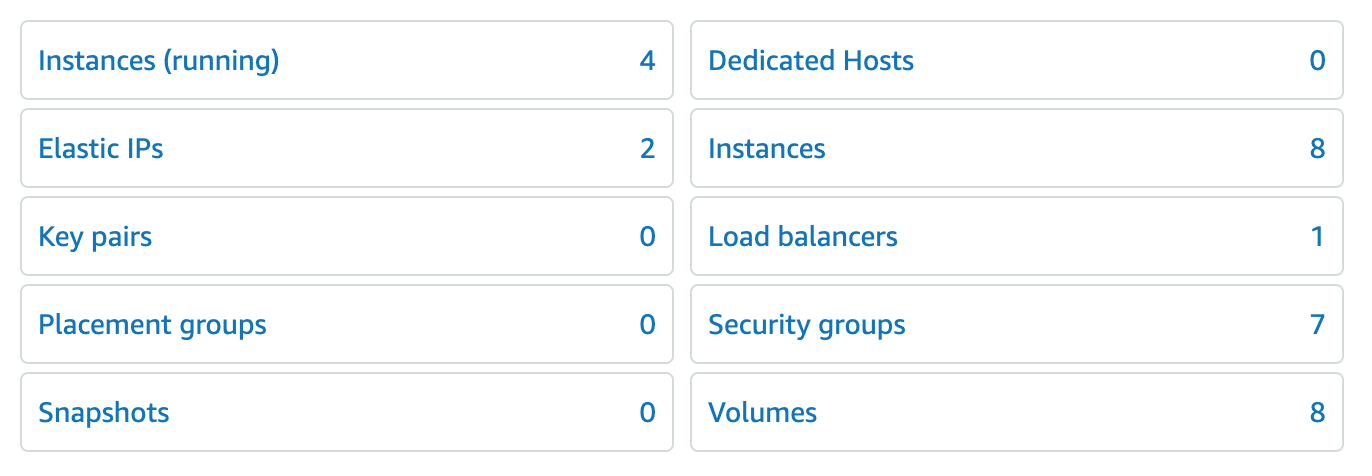 Instances (running) 4 Dedicated Hosts 0
Elastic IPs 2 Instances 8
Key pairs 0 Load balancers 1
Placement groups 0 Security groups 7
Snapshots 0 Volumes 8